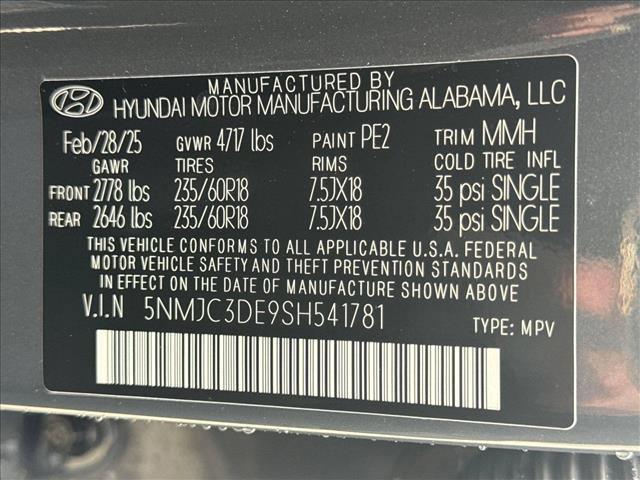 MANUFACTURED BY
HYUNDAI MOTOR MANUFACTURING ALABAMA, LLC
Feb/28/25 GVWR 4717 lbs PAINT PE2 TRIM MMH
GAWR TIRES RIMS COLD TIRE INFL
FRONT 2778 lbs 235/60R18 7.5JX18 35 psi SINGLE
REAR 2646 lbs 235/60R18 7.5JX18 35 psi SINGLE
THIS VEHICLE CONFORMS TO ALL APPLICABLE U.S.A. FEDERAL
MOTOR VEHICLE SAFETY AND THEFT PREVENTION STANDARDS
IN EFFECT ON THE DATE OF MANUFACTURE SHOWN ABOVE
V.I.N 5NMJC3DE9SH541781 TYPE: MPV